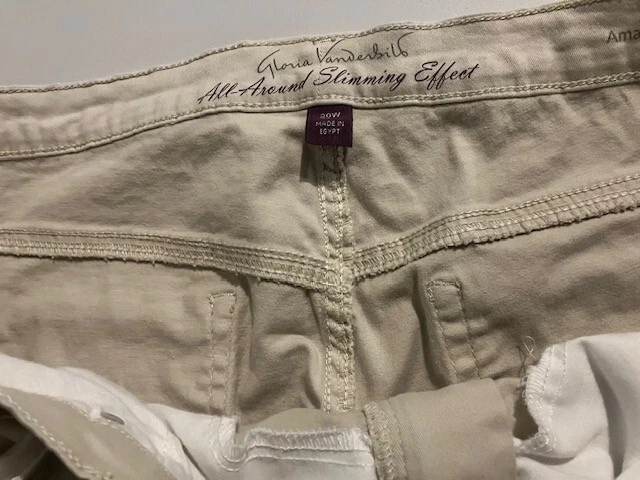 Gloria Vanderbilt
All-Around Slimming Effect
Ama
20W
MADE IN
EGYPT